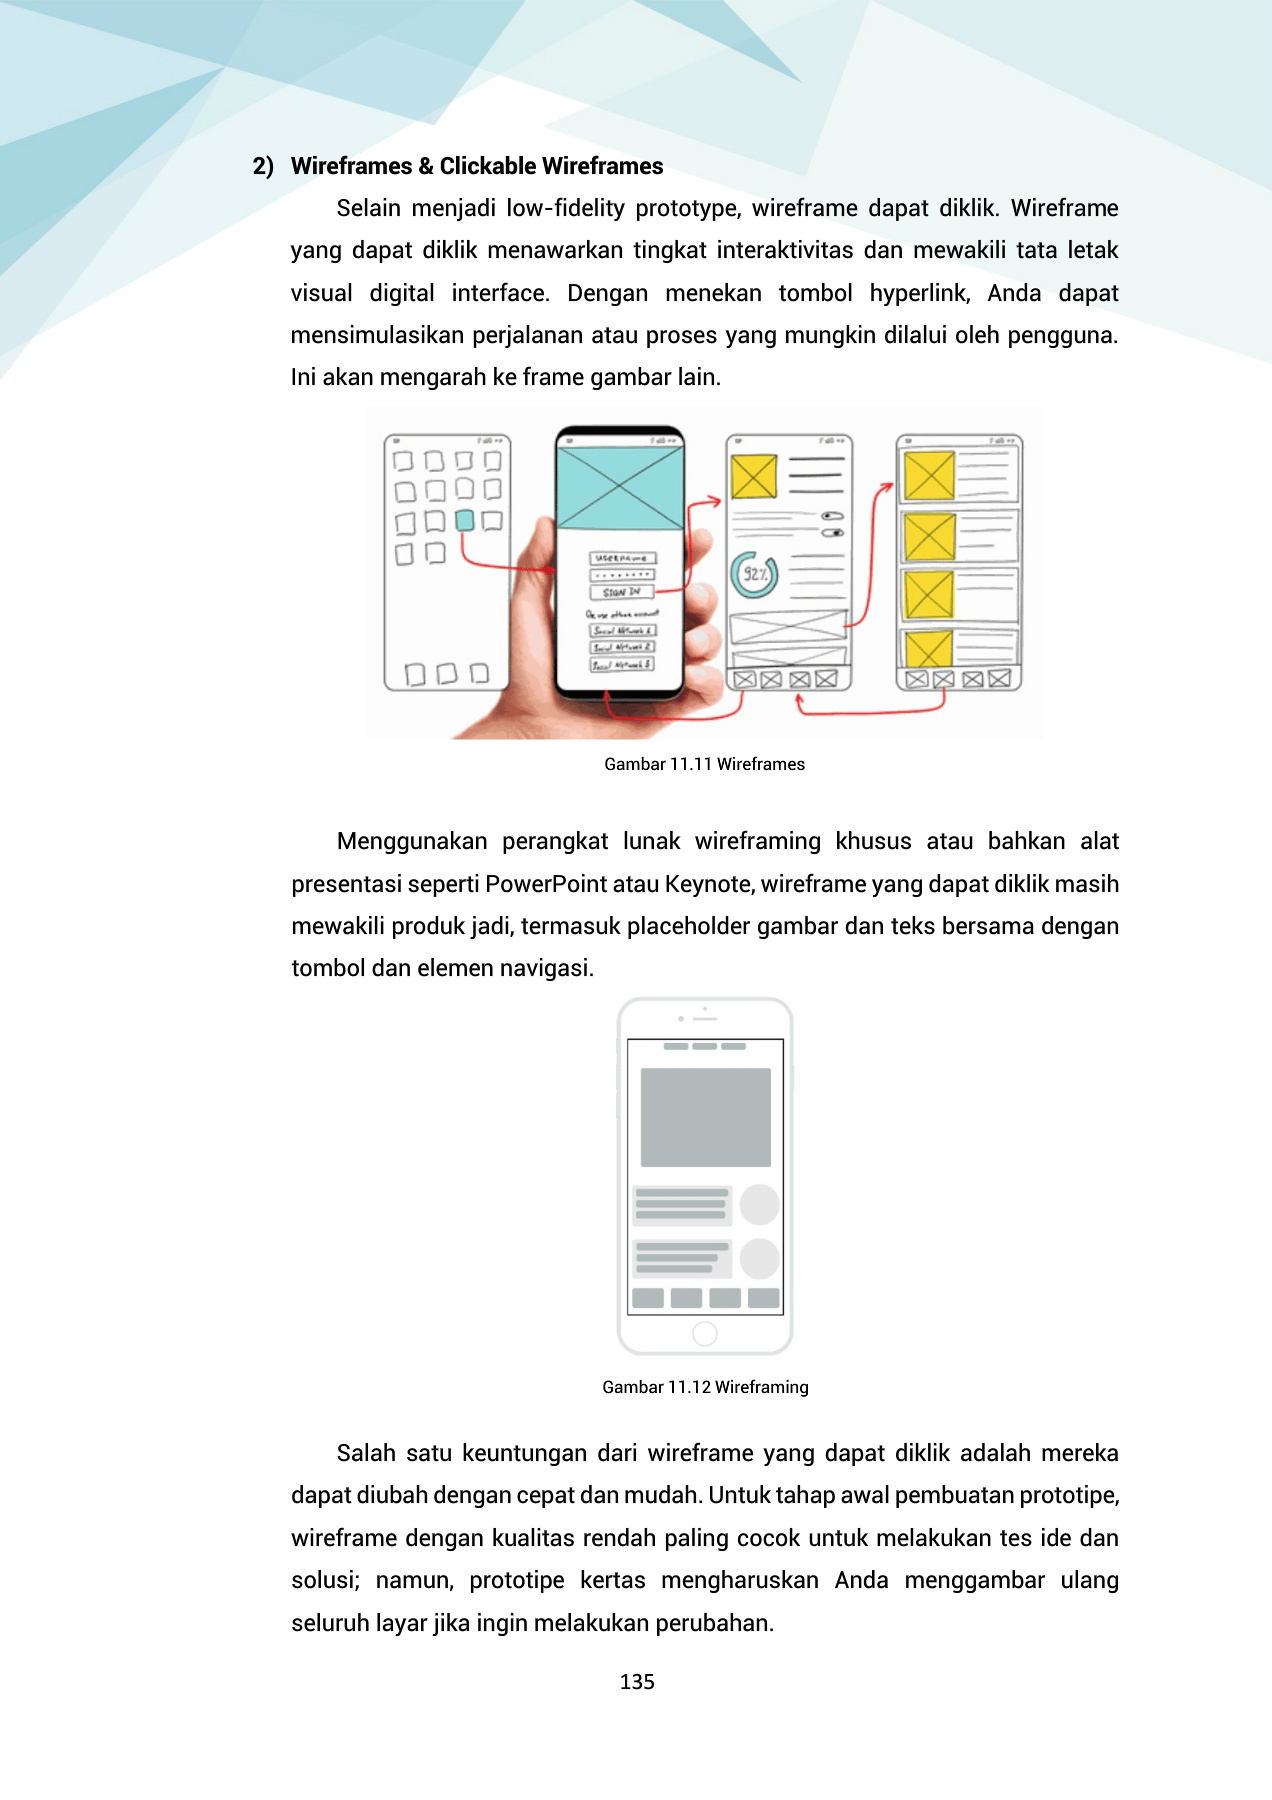 2) Wireframes & Clickable Wireframes
Selain menjadi low-fidelity prototype, wireframe dapat diklik. Wireframe
yang dapat diklik menawarkan tingkat interaktivitas dan mewakili tata letak
visual digital interface. Dengan menekan tombol hyperlink, Anda dapat
mensimulasikan perjalanan atau proses yang mungkin dilalui oleh pengguna.
Ini akan mengarah ke frame gambar lain.
username
SIGN IN
Or use other account
Social Network 1
Social Network 2
Social Network 3
92%
Gambar 11.11 Wireframes
Menggunakan perangkat lunak wireframing khusus atau bahkan alat
presentasi seperti PowerPoint atau Keynote, wireframe yang dapat diklik masih
mewakili produk jadi, termasuk placeholder gambar dan teks bersama dengan
tombol dan elemen navigasi.
Gambar 11.12 Wireframing
Salah satu keuntungan dari wireframe yang dapat diklik adalah mereka
dapat diubah dengan cepat dan mudah. Untuk tahap awal pembuatan prototipe,
wireframe dengan kualitas rendah paling cocok untuk melakukan tes ide dan
solusi; namun, prototipe kertas mengharuskan Anda menggambar ulang
seluruh layar jika ingin melakukan perubahan.
135